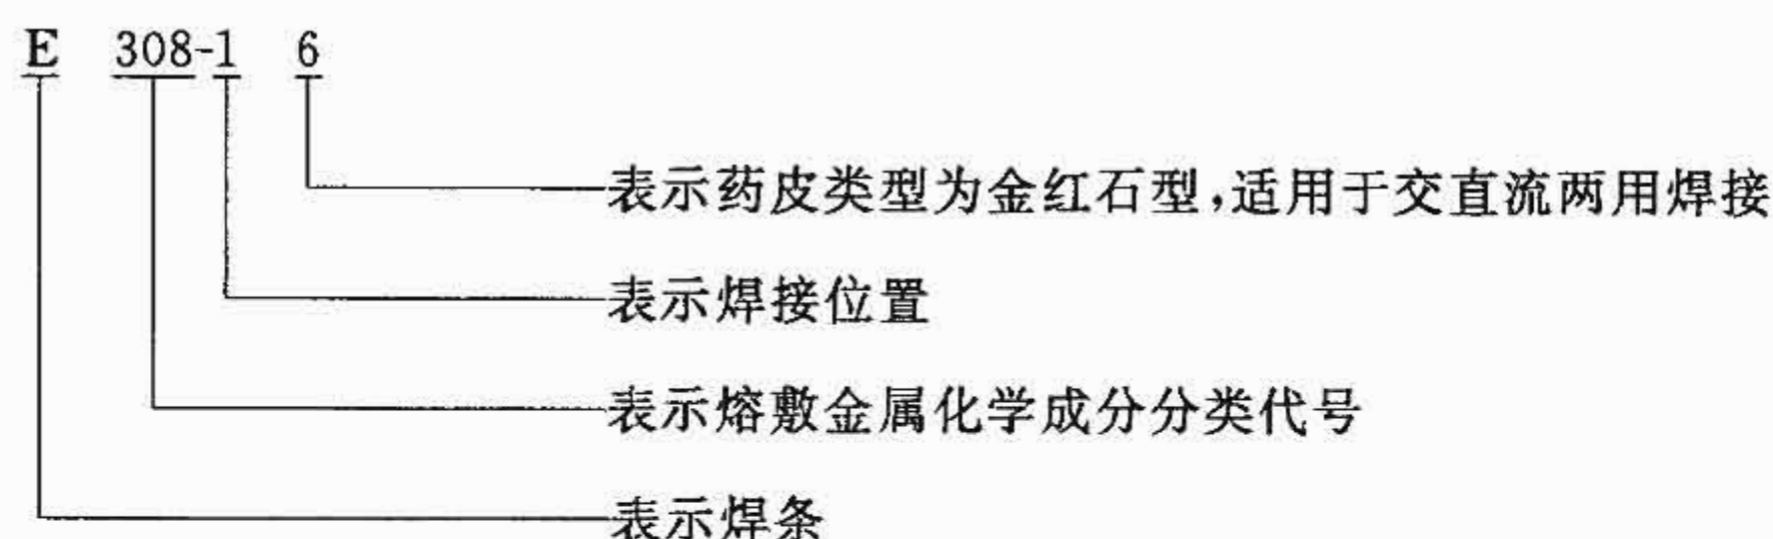 E 308-1 6
表示药皮类型为金红石型,适用于交直流两用焊接
表示焊接位置
表示熔敷金属化学成分分类代号
表示焊条